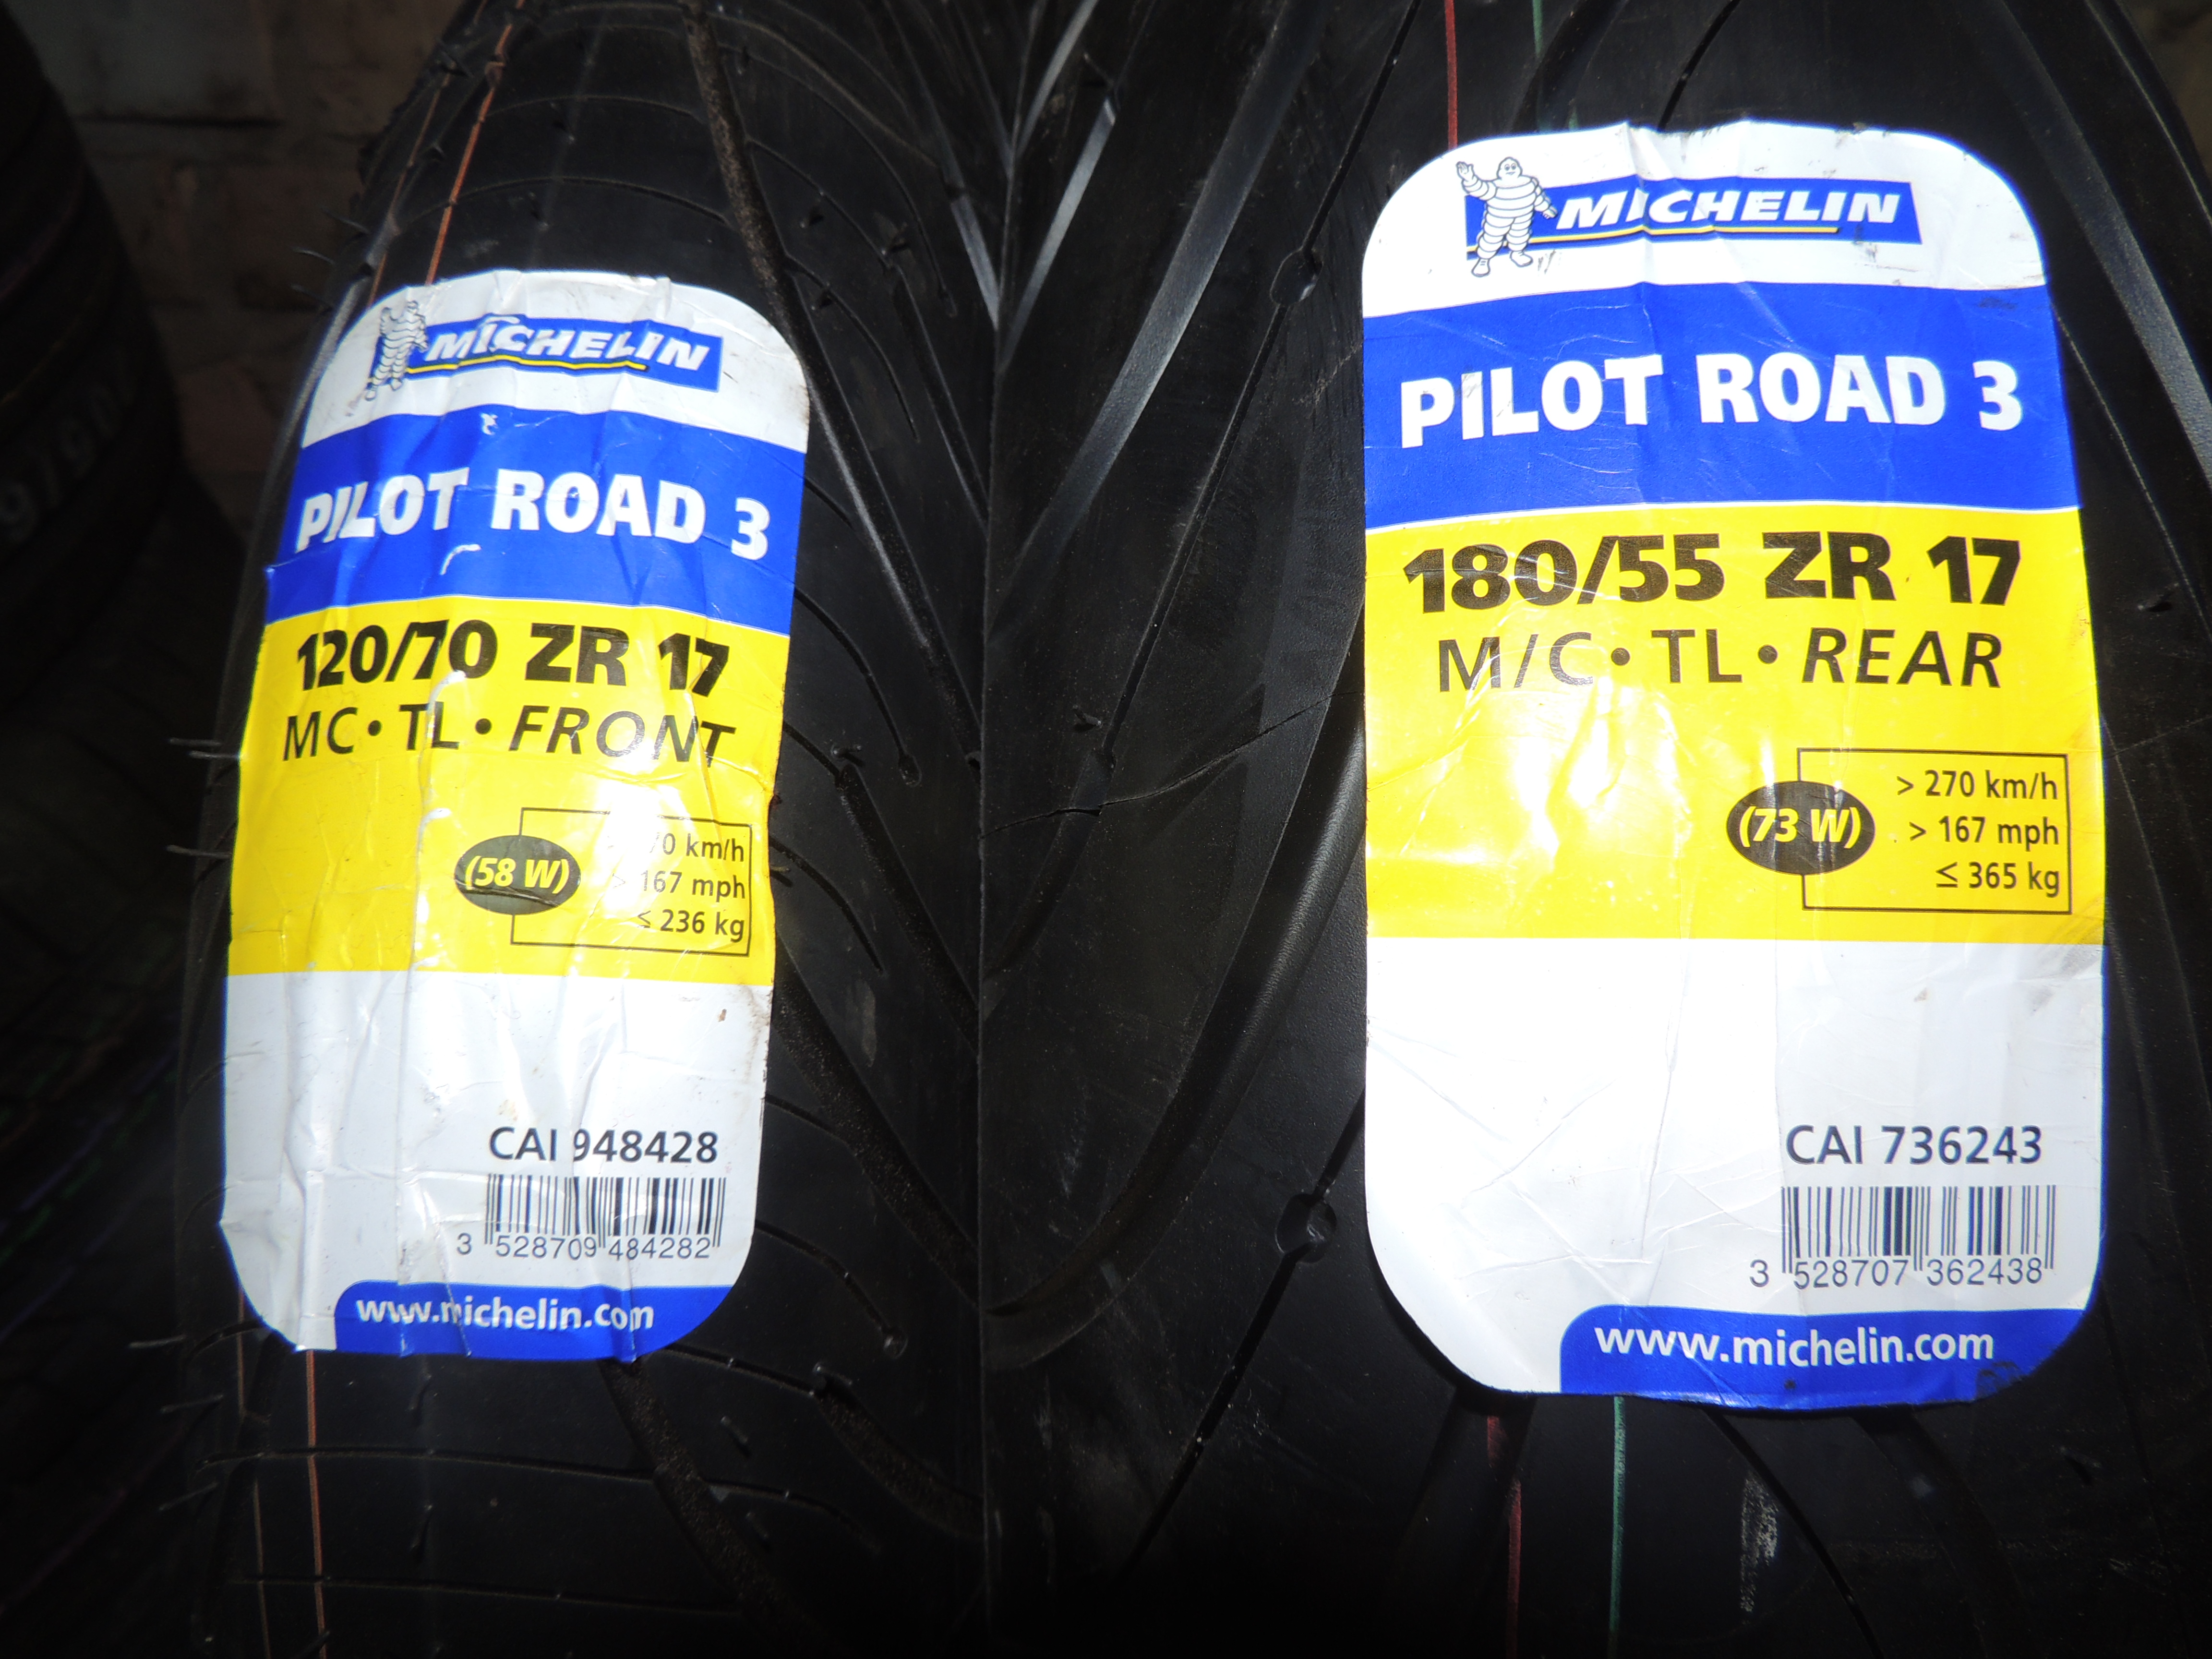 MICHELIN
PILOT ROAD 3
120/70 ZR 17
MC • TL • FRONT
(58 W)
km/h
> 167 mph
≤ 236 kg
CAI 948428
3 528709 484282
www.michelin.com
MICHELIN
PILOT ROAD 3
180/55 ZR 17
M/C • TL • REAR
(73 W)
> 270 km/h
> 167 mph
≤ 365 kg
CAI 736243
3 528707 362438
www.michelin.com